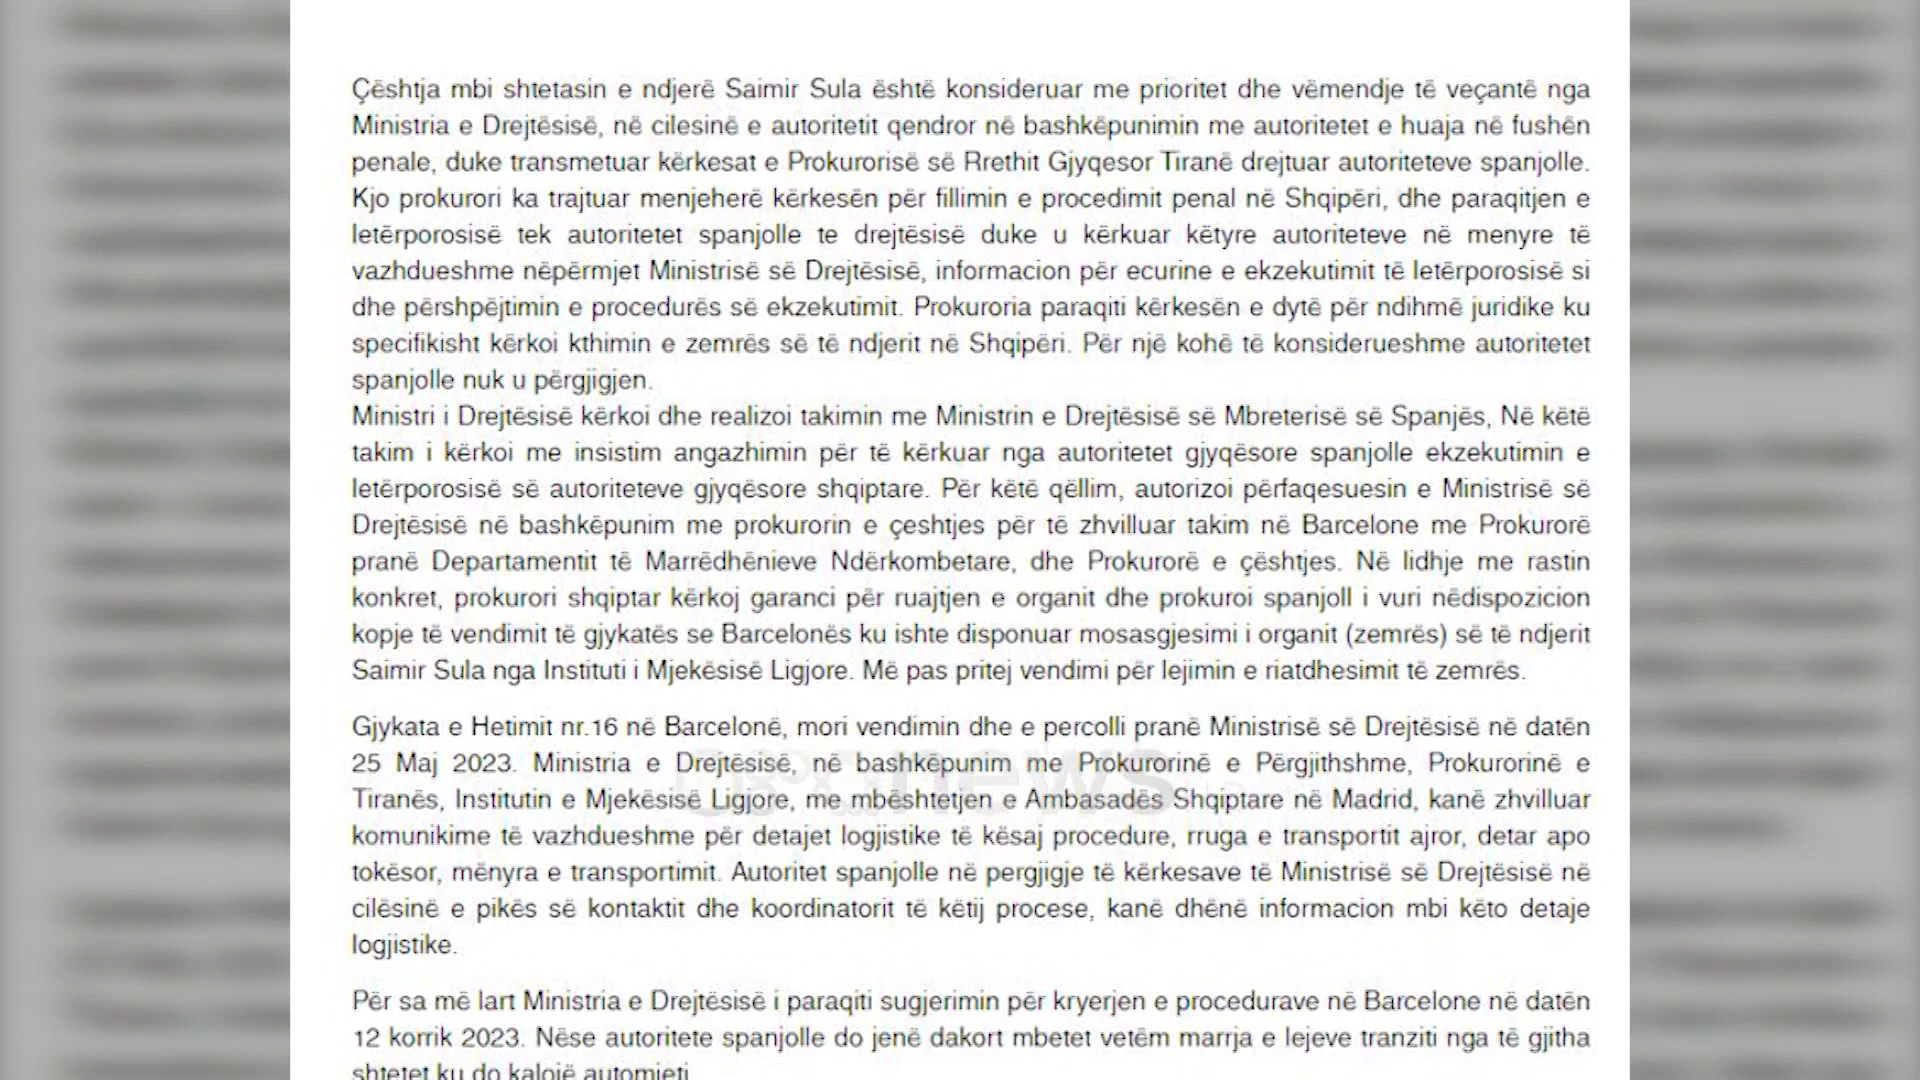 Çështja mbi shtetasin e ndjerë Saimir Sula është konsideruar me prioritet dhe vëmendje të veçantë nga
Ministria e Drejtësisë, në cilesinë e autoritetit qendror në bashkëpunimin me autoritetet e huaja në fushën
penale, duke transmetuar kërkesat e Prokurorisë së Rrethit Gjyqesor Tiranë drejtuar autoriteteve spanjolle.
Kjo prokurori ka trajtuar menjeherë kërkesën për fillimin e procedimit penal në Shqipëri, dhe paraqitjen e
letërporosisë tek autoritetet spanjolle te drejtësisë duke u kërkuar këtyre autoriteteve në menyre të
vazhdueshme nëpërmjet Ministrisë së Drejtësisë, informacion për ecurine e ekzekutimit të letërporosisë si
dhe përshpëjtimin e procedurës së ekzekutimit. Prokuroria paraqiti kërkesën e dytë për ndihmë juridike ku
specifikisht kërkoi kthimin e zemrës së të ndjerit në Shqipëri. Për një kohë të konsiderueshme autoritetet
spanjolle nuk u përgjigjen.
Ministri i Drejtësisë kërkoi dhe realizoi takimin me Ministrin e Drejtësisë së Mbreterisë së Spanjës, Në këtë
takim i kërkoi me insistim angazhimin për të kërkuar nga autoritetet gjyqësore spanjolle ekzekutimin e
letërporosisë së autoriteteve gjyqësore shqiptare. Për këtë qëllim, autorizoi përfaqesuesin e Ministrisë së
Drejtësisë në bashkëpunim me prokurorin e çeshtjes për të zhvilluar takim në Barcelone me Prokurorë
pranë Departamentit të Marrëdhënieve Ndërkombetare, dhe Prokurorë e çështjes. Në lidhje me rastin
konkret, prokurori shqiptar kërkoj garanci për ruajtjen e organit dhe prokuroi spanjoll i vuri nëdispozicion
kopje të vendimit të gjykatës se Barcelonës ku ishte disponuar mosasgjesimi i organit (zemrës) së të ndjerit
Saimir Sula nga Instituti i Mjekësisë Ligjore. Më pas pritej vendimi për lejimin e riatdhesimit të zemrës.
Gjykata e Hetimit nr.16 në Barcelonë, mori vendimin dhe e percolli pranë Ministrisë së Drejtësisë në datën
25 Maj 2023. Ministria e Drejtësisë, në bashkëpunim me Prokurorinë e Përgjithshme, Prokurorinë e
Tiranës, Institutin e Mjekësisë Ligjore, me mbështetjen e Ambasadës Shqiptare në Madrid, kanë zhvilluar
komunikime të vazhdueshme për detajet logjistike të kësaj procedure, rruga e transportit ajror, detar apo
tokësor, mënyra e transportimit. Autoritet spanjolle në pergjigje të kërkesave të Ministrisë së Drejtësisë në
cilësinë e pikës së kontaktit dhe koordinatorit të këtij procese, kanë dhënë informacion mbi këto detaje
logjistike.
Për sa më lart Ministria e Drejtësisë i paraqiti sugjerimin për kryerjen e procedurave në Barcelone në datën
12 korrik 2023. Nëse autoritete spanjolle do jenë dakort mbetet vetëm marrja e lejeve tranziti nga të gjitha
shtetet ku do kalojë automjeti